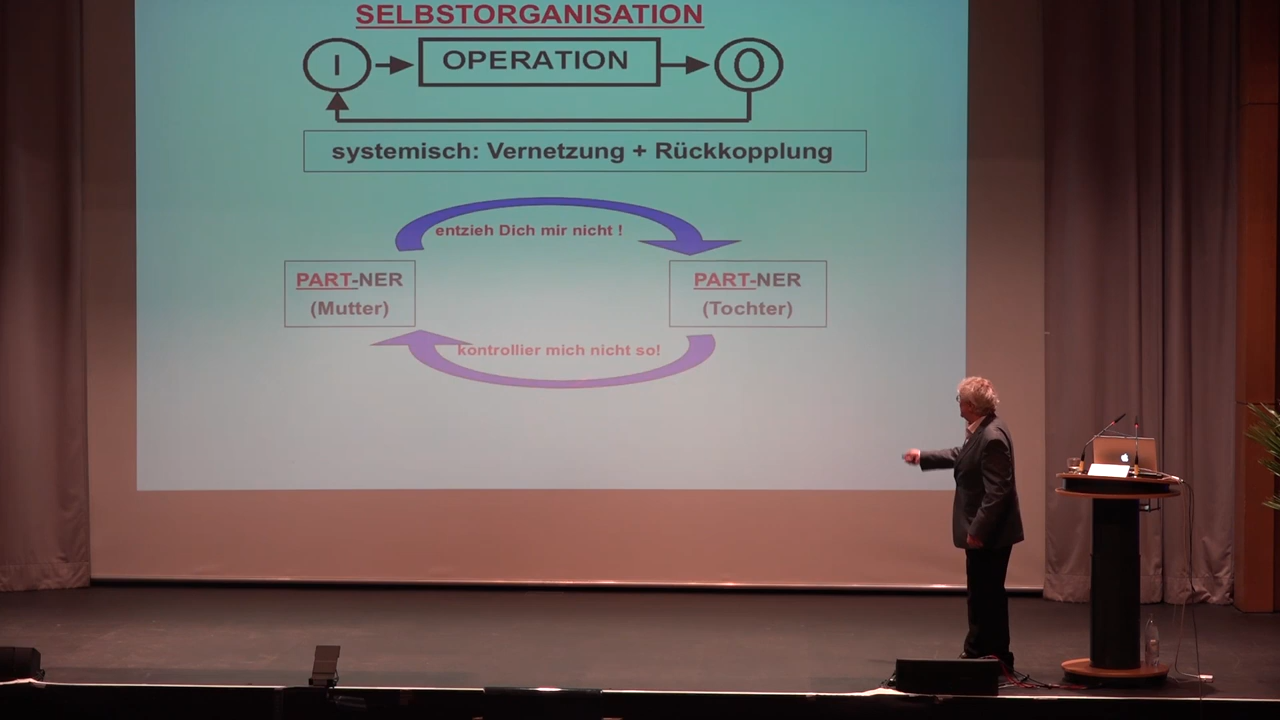 SELBSTORGANISATION
I OPERATION O
systemisch: Vernetzung + Rückkopplung
entzieh Dich mir nicht !
PART-NER
(Mutter)
PART-NER
(Tochter)
kontrollier mich nicht so!